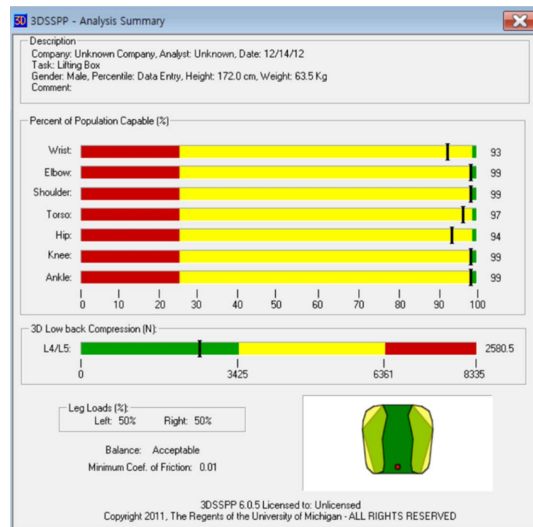 3D 3DSSPP - Analysis Summary
Description
Company: Unknown Company, Analyst: Unknown, Date: 12/14/12
Task: Lifting Box
Gender: Male, Percentile: Data Entry, Height: 172.0 cm, Weight: 63.5 Kg
Comment:
Percent of Population Capable (%)
Wrist: 93
Elbow: 99
Shoulder: 99
Torso: 97
Hip: 94
Knee: 99
Ankle: 99
0 10 20 30 40 50 60 70 80 90 100
3D Low back Compression (N):
L4/L5: 2580.5
0 3425 6361 8335
Leg Loads (%):
Left: 50% Right: 50%
Balance: Acceptable
Minimum Coef. of Friction: 0.01
3DSSPP 6.0.5 Licensed to: Unlicensed
Copyright 2011, The Regents of the University of Michigan - ALL RIGHTS RESERVED